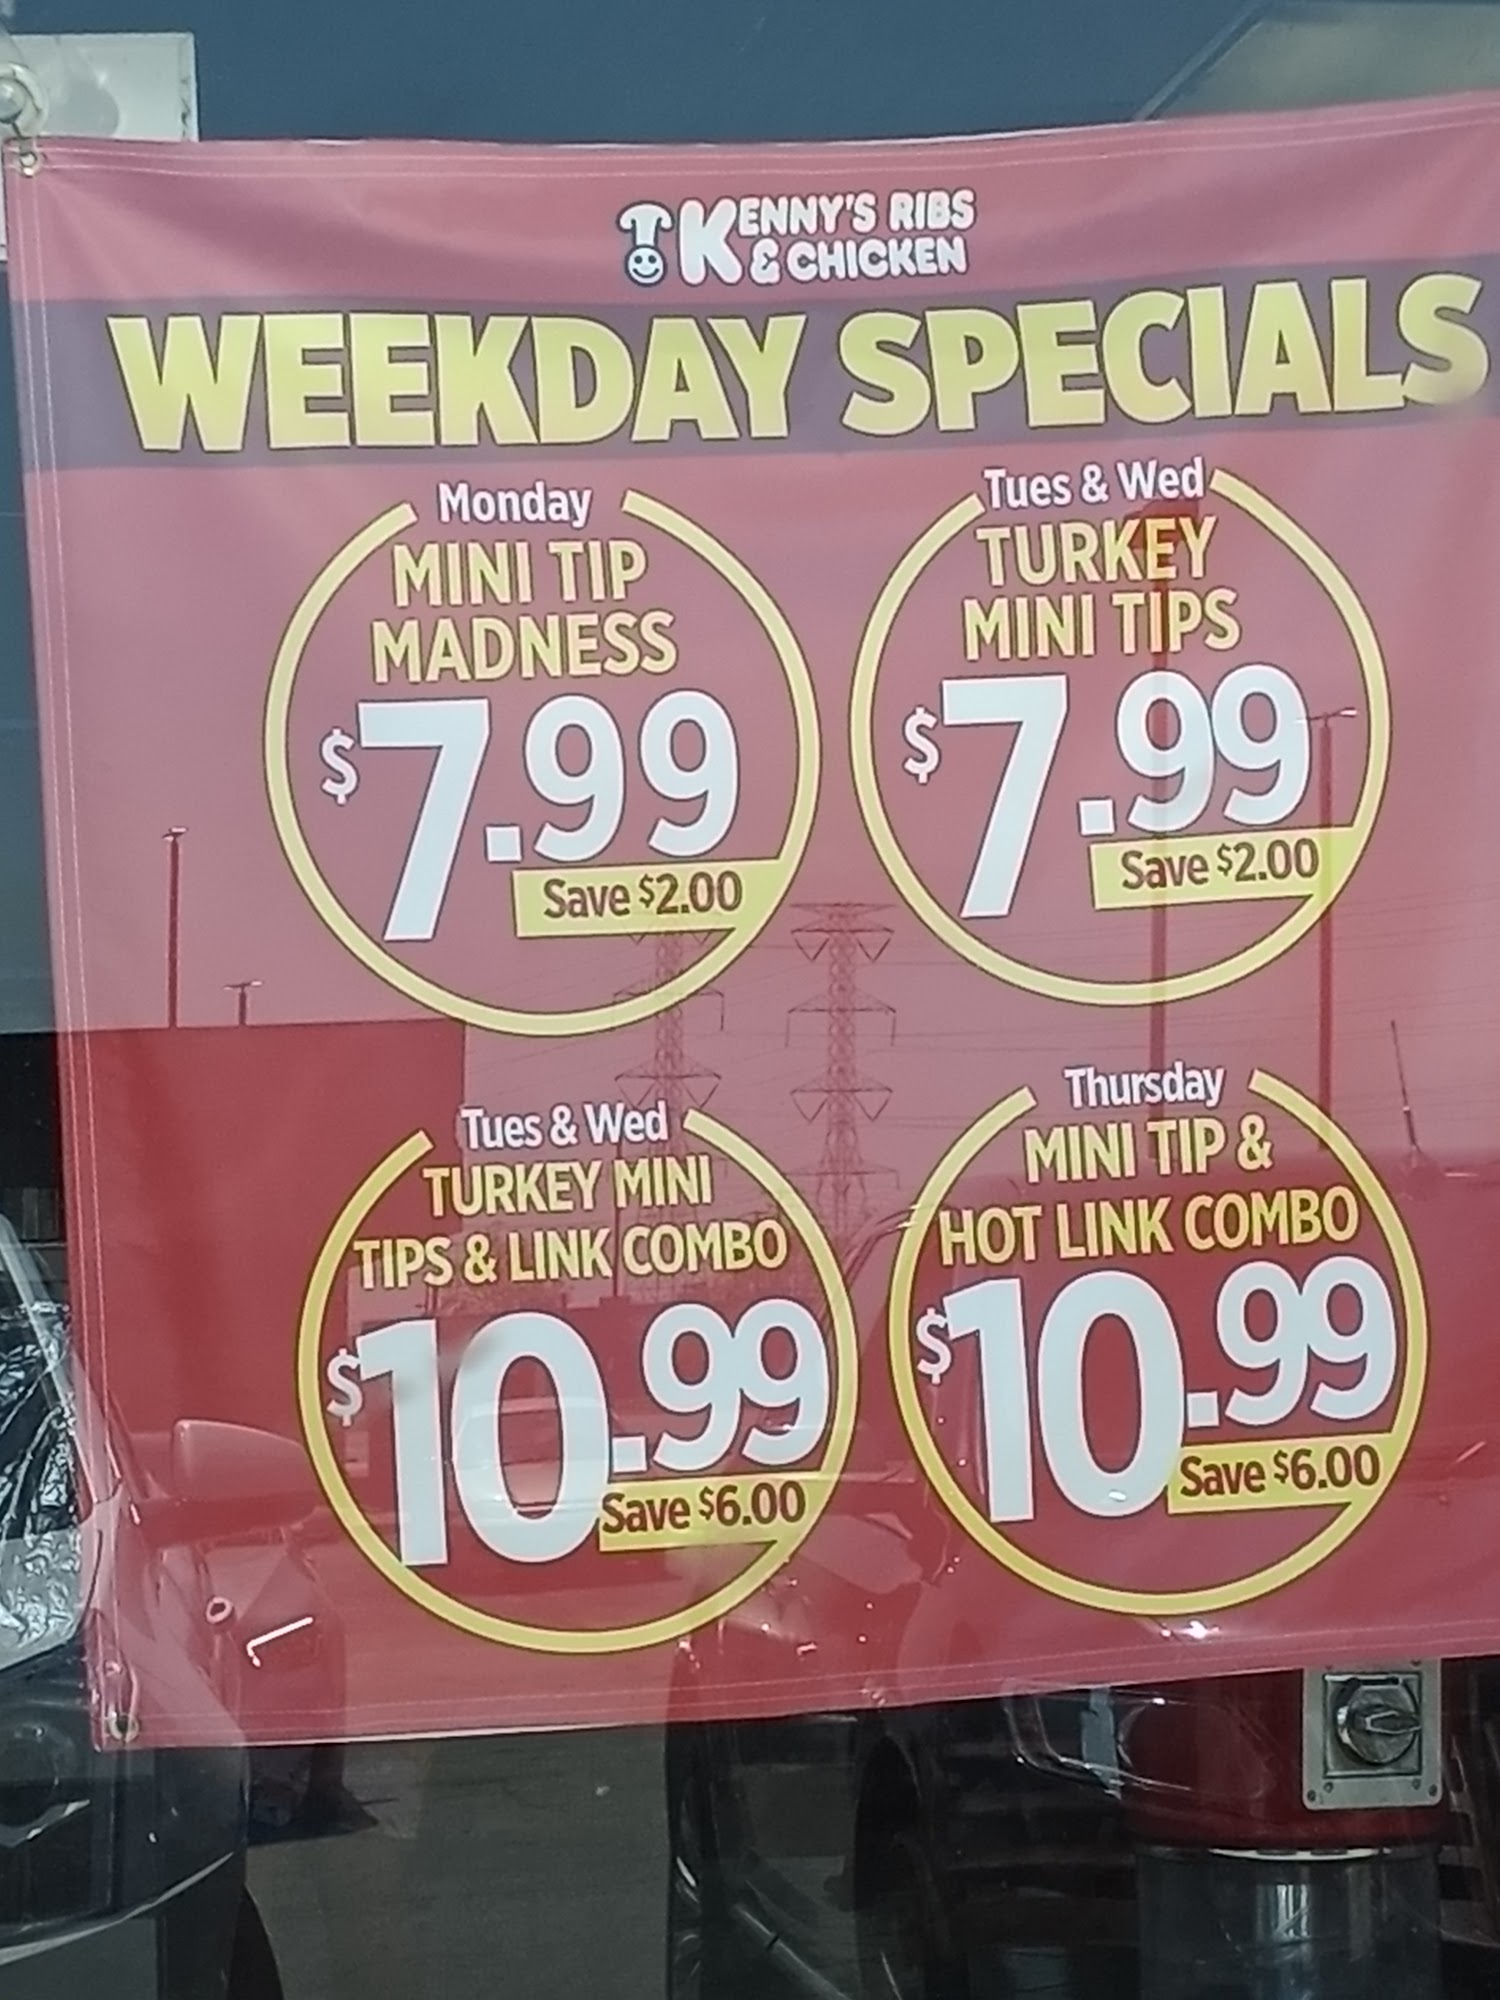 KENNY'S RIBS
& CHICKEN
WEEKDAY SPECIALS
Monday
MINI TIP
MADNESS
$7.99
Save $2.00
Tues & Wed
TURKEY
MINI TIPS
$7.99
Save $2.00
Tues & Wed
TURKEY MINI
TIPS & LINK COMBO
$10.99
Save $6.00
Thursday
MINI TIP &
HOT LINK COMBO
$10.99
Save $6.00